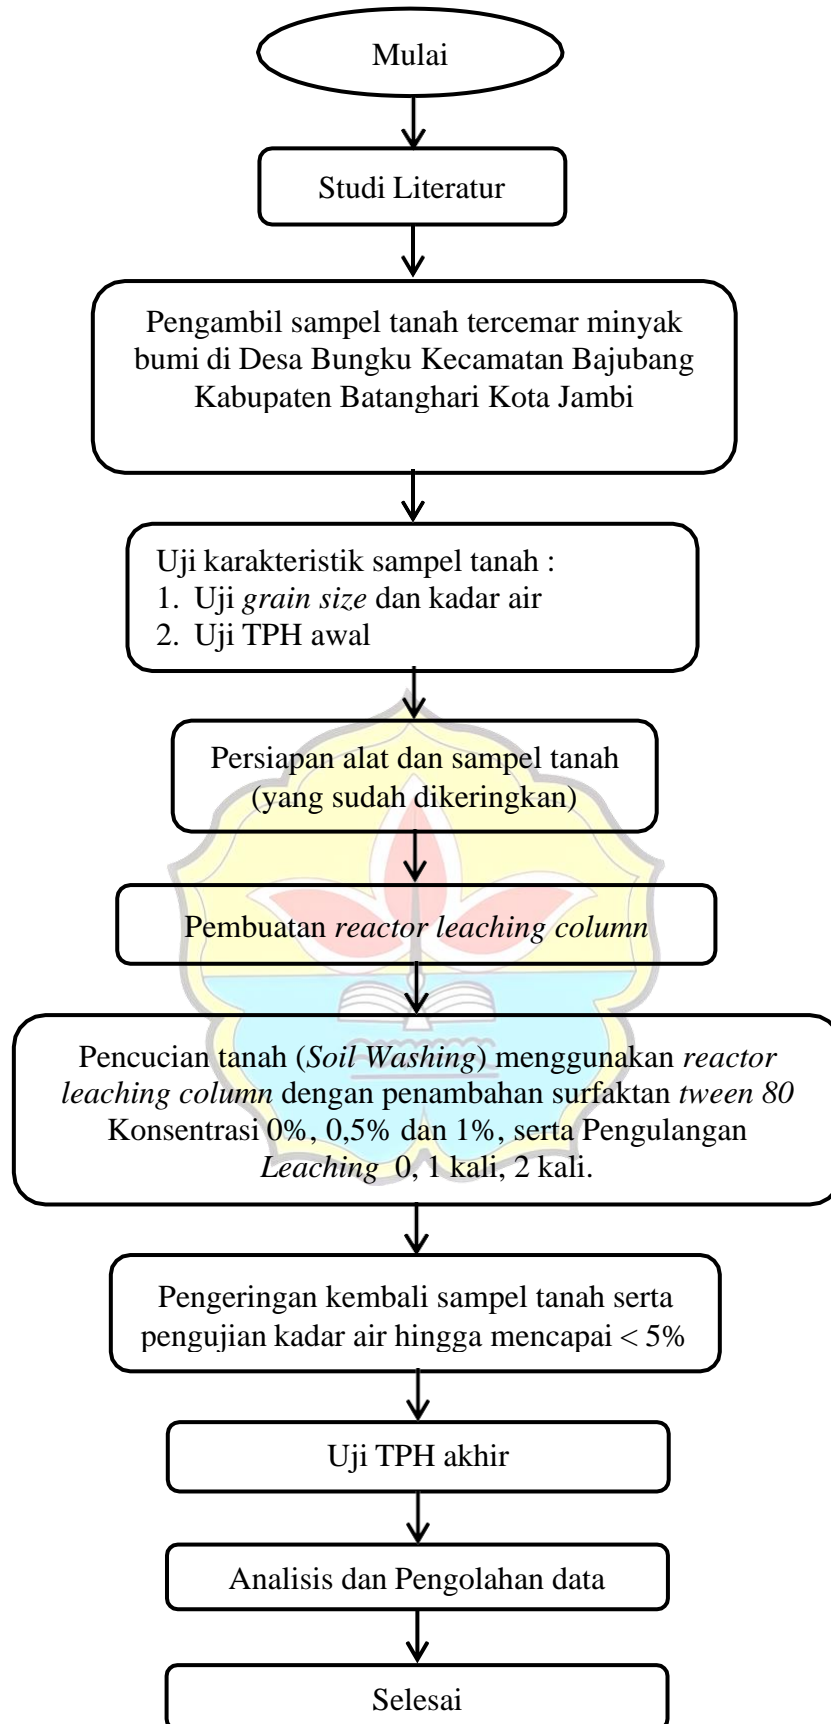 Mulai
Studi Literatur
Pengambil sampel tanah tercemar minyak
bumi di Desa Bungku Kecamatan Bajubang
Kabupaten Batanghari Kota Jambi
Uji karakteristik sampel tanah :
1. Uji grain size dan kadar air
2. Uji TPH awal
Persiapan alat dan sampel tanah
(yang sudah dikeringkan)
Pembuatan reactor leaching column
Pencucian tanah (Soil Washing) menggunakan reactor
leaching column dengan penambahan surfaktan tween 80
Konsentrasi 0%, 0,5% dan 1%, serta Pengulangan
Leaching 0, 1 kali, 2 kali.
Pengeringan kembali sampel tanah serta
pengujian kadar air hingga mencapai < 5%
Uji TPH akhir
Analisis dan Pengolahan data
Selesai